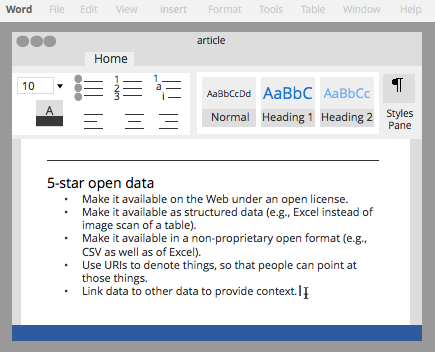 Word File Edit View Insert Format Tools Table Window Help
article
Home
10
A
1
2
3
1
a
i
AaBbCcDd AaBbC AaBbCc ¶
Normal Heading 1 Heading 2 Styles
Pane
5-star open data
• Make it available on the Web under an open license.
• Make it available as structured data (e.g., Excel instead of
image scan of a table).
• Make it available in a non-proprietary open format (e.g.,
CSV as well as of Excel).
• Use URIs to denote things, so that people can point at
those things.
• Link data to other data to provide context.